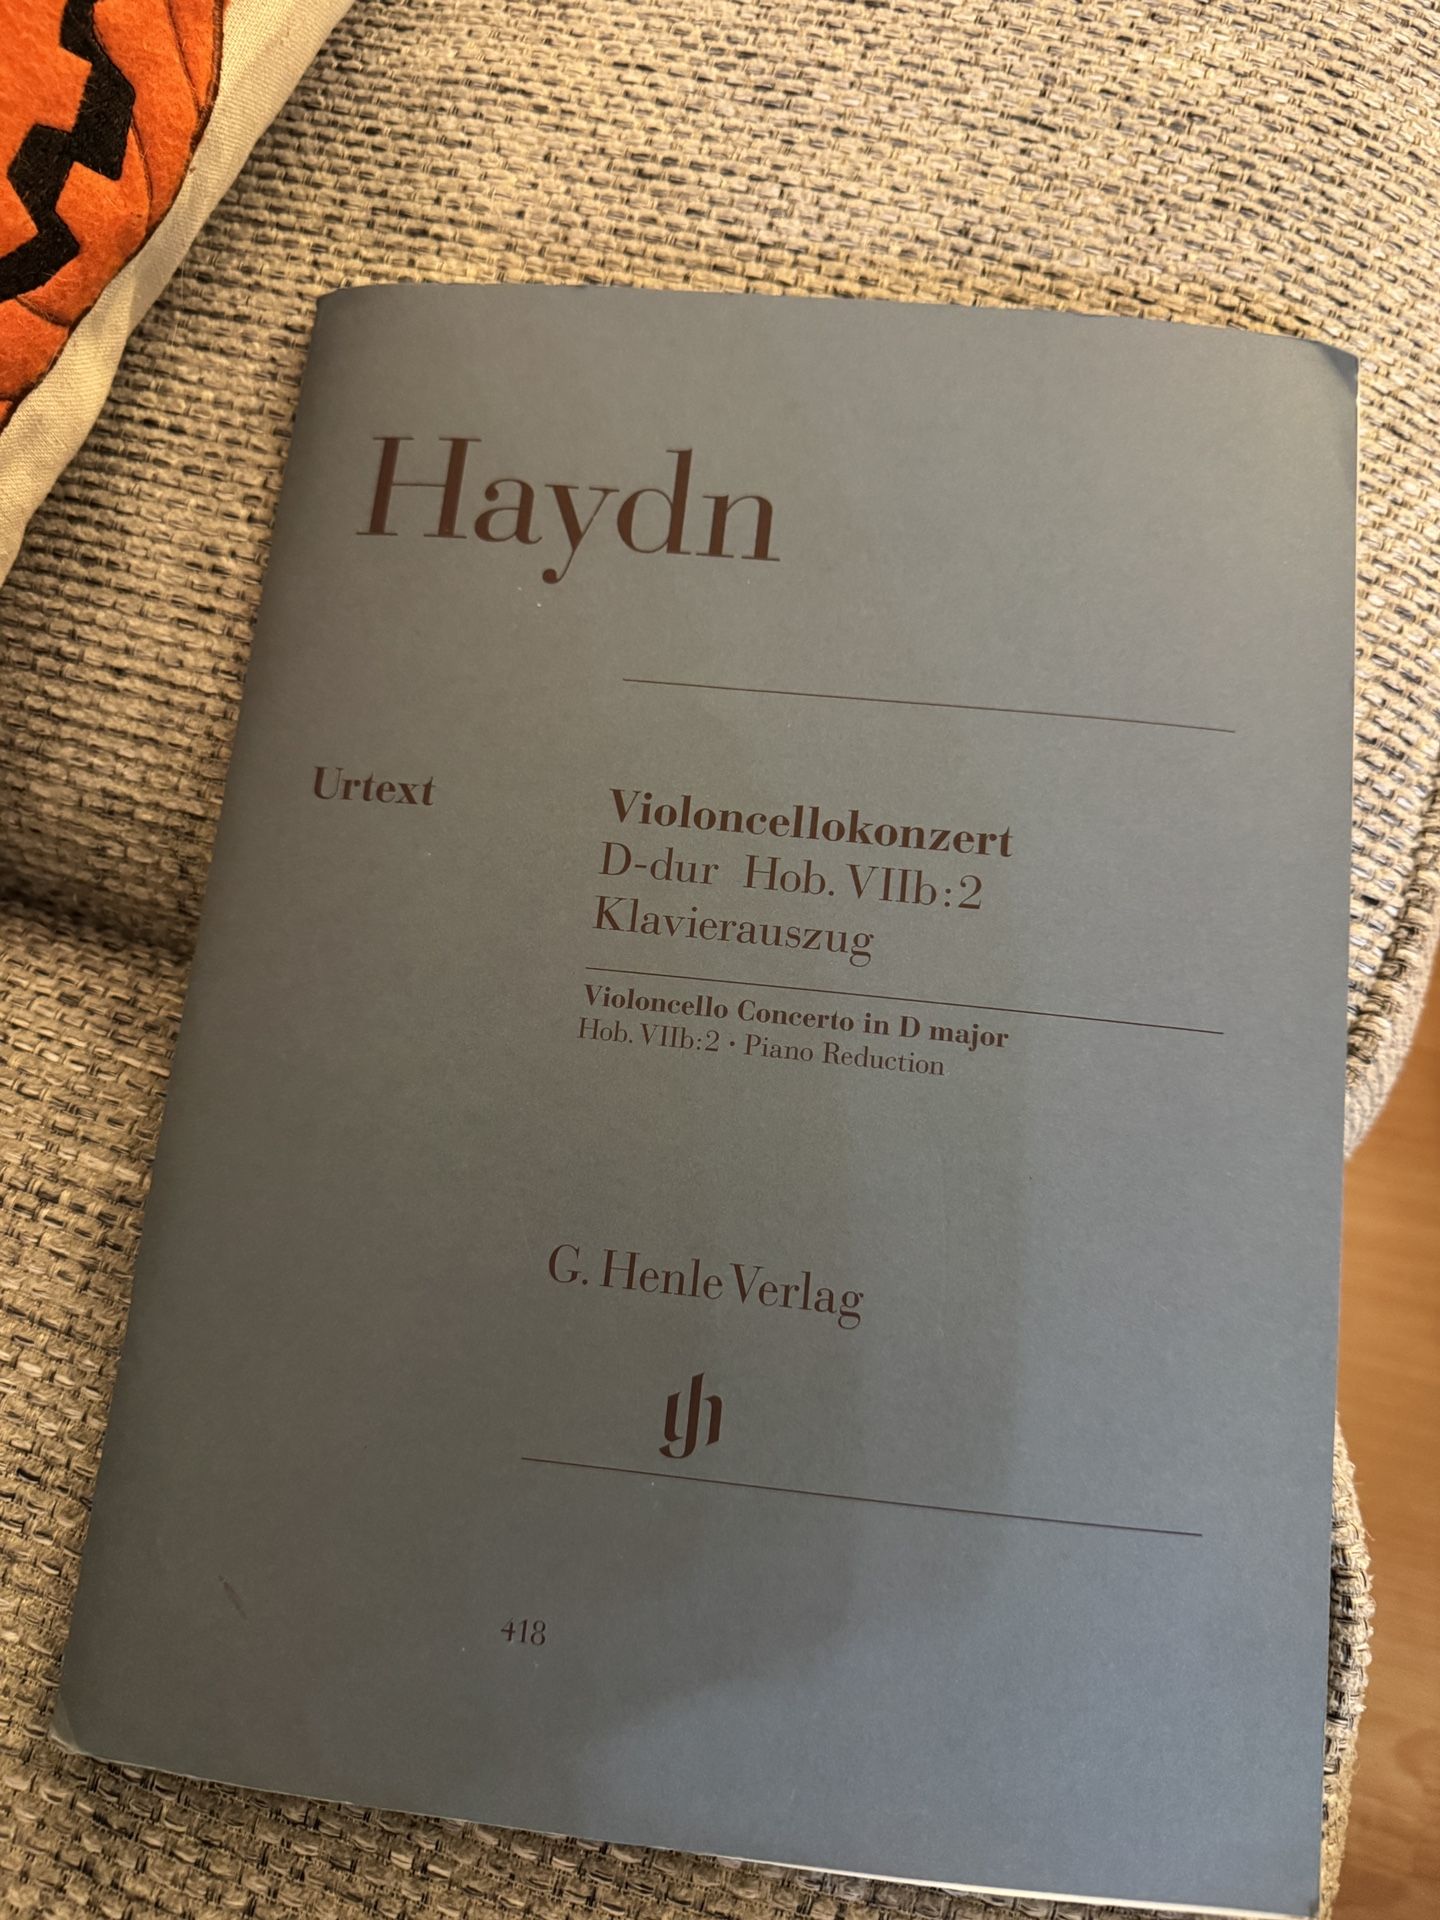 Haydn
Urtext
Violoncellokonzert
D-dur Hob. VIIb:2
Klavierauszug
Violoncello Concerto in D major
Hob. VIIb:2 · Piano Reduction
G. Henle Verlag
418